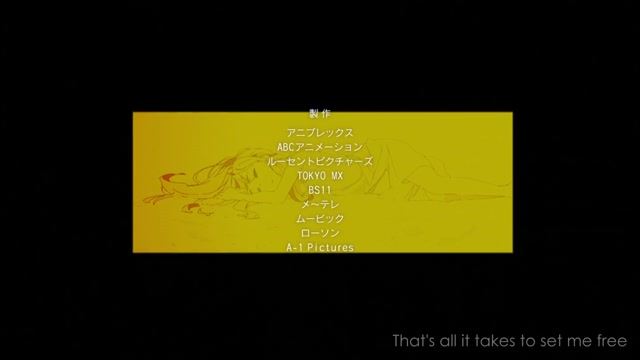 製作
アニプレックス
ABCアニメーション
ルーセントピクチャーズ
TOKYO MX
BS11
メ～テレ
ムービック
ローソン
A-1 Pictures
That's all it takes to set me free